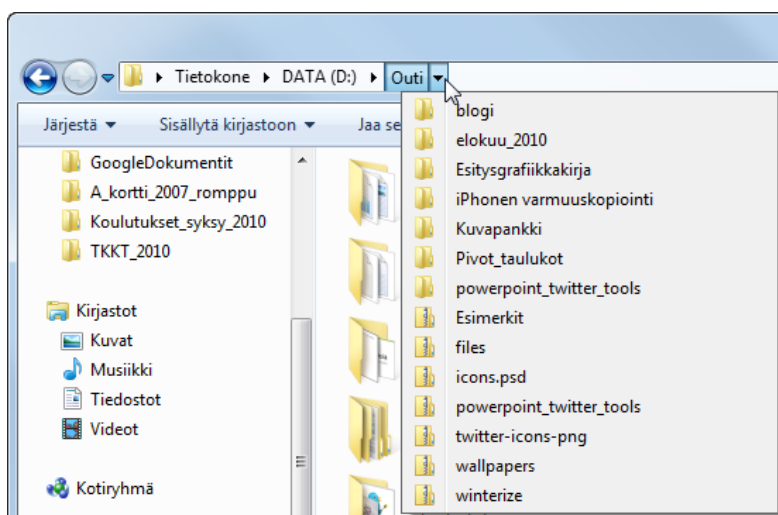 Tietokone DATA (D:) Outi
Järjestä Sisällytä kirjastoon Jaa se
GoogleDokumentit
A_kortti_2007_romppu
Koulutukset_syksy_2010
TKKT_2010
Kirjastot
Kuvat
Musiikki
Tiedostot
Videot
Kotiryhmä
blogi
elokuu_2010
Esitysgrafiikkakirja
iPhonen varmuuskopiointi
Kuvapankki
Pivot_taulukot
powerpoint_twitter_tools
Esimerkit
files
icons.psd
powerpoint_twitter_tools
twitter-icons-png
wallpapers
winterize